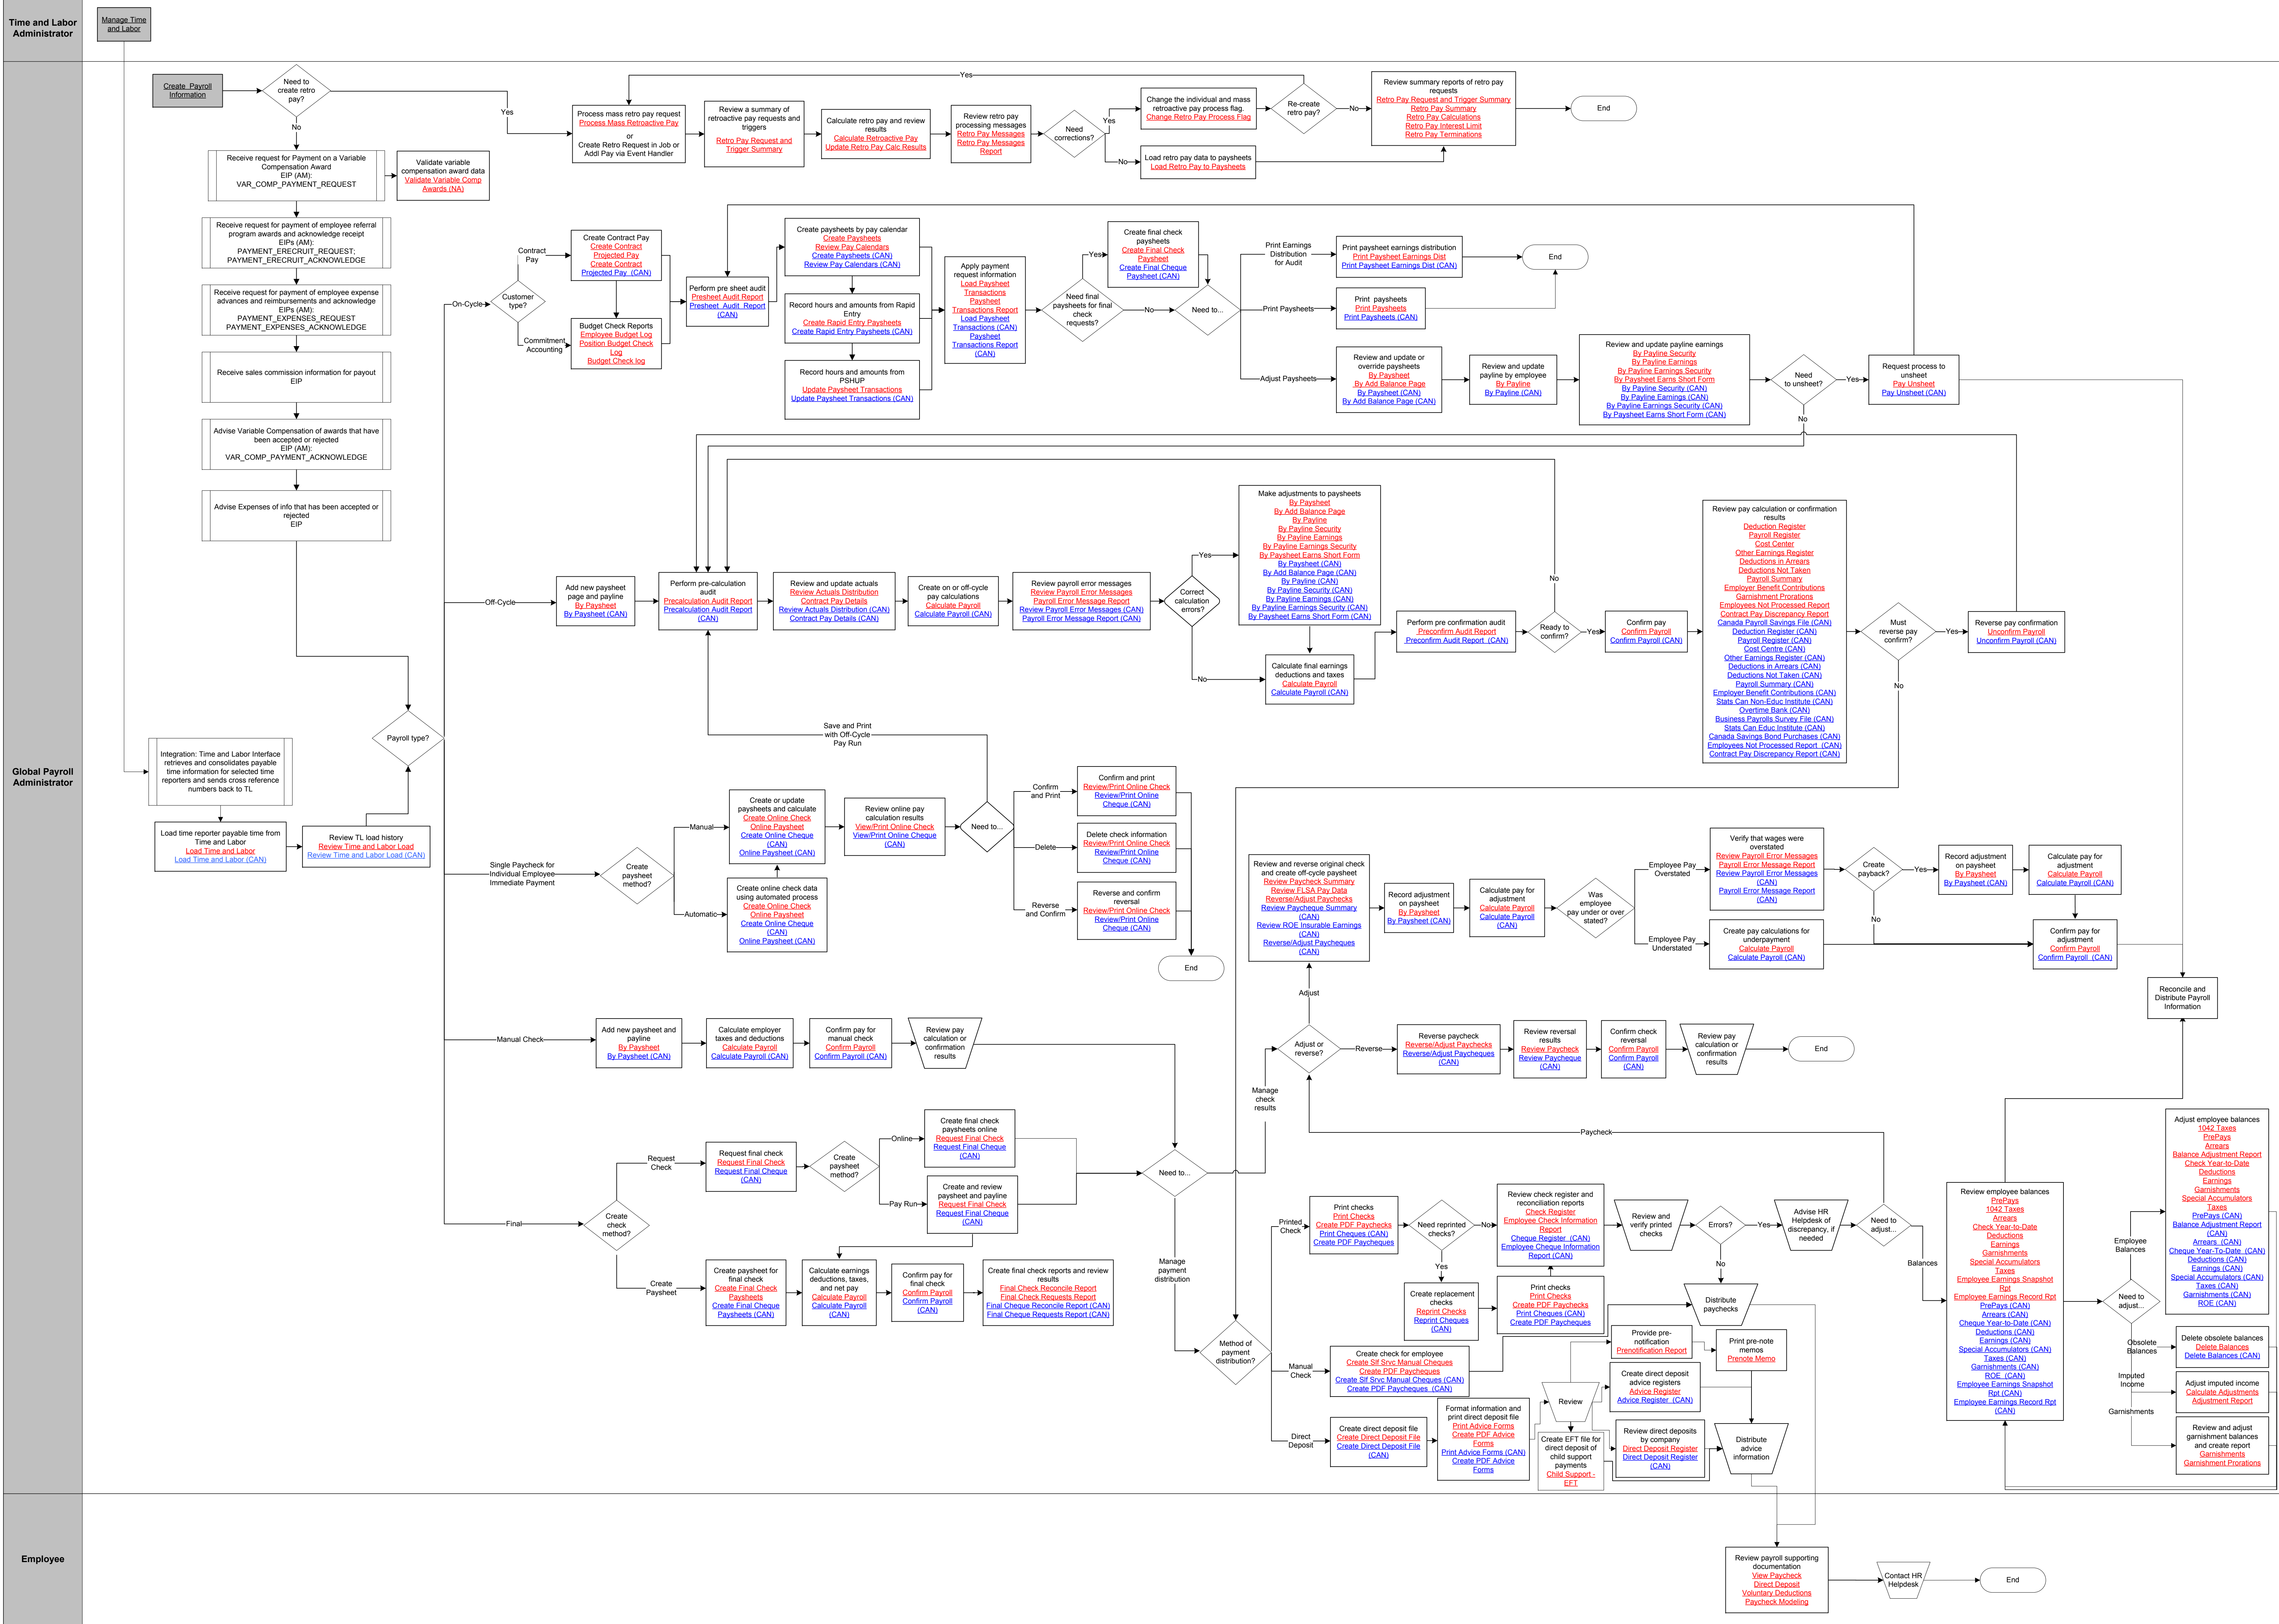 Time and Labor
Administrator
Manage Time
and Labor
Global Payroll
Administrator
Create  Payroll
Information
Need to
create retro
pay?
Yes
No
Process mass retro pay request
Process Mass Retroactive Pay
or
Create Retro Request in Job or
Addl Pay via Event Handler
Review a summary of
retroactive pay requests and
triggers
Retro Pay Request and
Trigger Summary
Calculate retro pay and review
results
Calculate Retroactive Pay
Update Retro Pay Calc Results
Review retro pay
processing messages
Retro Pay Messages
Retro Pay Messages
Report
Need
corrections?
Yes
No
Change the individual and mass
retroactive pay process flag.
Change Retro Pay Process Flag
Load retro pay data to paysheets
Load Retro Pay to Paysheets
Re-create
retro pay?
Yes
No
Review summary reports of retro pay
requests
Retro Pay Request and Trigger Summary
Retro Pay Summary
Retro Pay Calculations
Retro Pay Interest Limit
Retro Pay Terminations
End
Receive request for Payment on a Variable
Compensation Award
EIP (AM):
VAR_COMP_PAYMENT_REQUEST
Validate variable
compensation award data
Validate Variable Comp
Awards (NA)
Receive request for payment of employee referral
program awards and acknowledge receipt
EIPs (AM):
PAYMENT_ERECRUIT_REQUEST;
PAYMENT_ERECRUIT_ACKNOWLEDGE
Receive request for payment of employee expense
advances and reimbursements and acknowledge
EIPs (AM):
PAYMENT_EXPENSES_REQUEST
PAYMENT_EXPENSES_ACKNOWLEDGE
Receive sales commission information for payout
EIP
Advise Variable Compensation of awards that have
been accepted or rejected
EIP (AM):
VAR_COMP_PAYMENT_ACKNOWLEDGE
Advise Expenses of info that has been accepted or
rejected
EIP
Payroll type?
Integration: Time and Labor Interface
retrieves and consolidates payable
time information for selected time
reporters and sends cross reference
numbers back to TL
Load time reporter payable time from
Time and Labor
Load Time and Labor
Load Time and Labor (CAN)
Review TL load history
Review Time and Labor Load
Review Time and Labor Load (CAN)
On-Cycle
Customer
type?
Contract
Pay
Commitment
Accounting
Create Contract Pay
Create Contract
Projected Pay
Create Contract
Projected Pay  (CAN)
Budget Check Reports
Employee Budget Log
Position Budget Check
Log
Budget Check log
Perform pre sheet audit
Presheet Audit Report
Presheet  Audit  Report
(CAN)
Create paysheets by pay calendar
Create Paysheets
Review Pay Calendars
Create Paysheets (CAN)
Review Pay Calendars (CAN)
Record hours and amounts from Rapid
Entry
Create Rapid Entry Paysheets
Create Rapid Entry Paysheets (CAN)
Record hours and amounts from
PSHUP
Update Paysheet Transactions
Update Paysheet Transactions (CAN)
Apply payment
request information
Load Paysheet
Transactions
Paysheet
Transactions Report
Load Paysheet
Transactions (CAN)
Paysheet
Transactions Report
(CAN)
Need final
paysheets for final
check
requests?
Yes
No
Create final check
paysheets
Create Final Check
Paysheet
Create Final Cheque
Paysheet (CAN)
Need to...
Print Earnings
Distribution
for Audit
Print Paysheets
Adjust Paysheets
Print paysheet earnings distribution
Print Paysheet Earnings Dist
Print Paysheet Earnings Dist (CAN)
Print  paysheets
Print Paysheets
Print Paysheets (CAN)
End
Review and update or
override paysheets
By Paysheet
By Add Balance Page
By Paysheet (CAN)
By Add Balance Page (CAN)
Review and update
payline by employee
By Payline
By Payline (CAN)
Review and update payline earnings
By Payline Security
By Payline Earnings
By Payline Earnings Security
By Paysheet Earns Short Form
By Payline Security (CAN)
By Payline Earnings (CAN)
By Payline Earnings Security (CAN)
By Paysheet Earns Short Form (CAN)
Need
to unsheet?
Yes
No
Request process to
unsheet
Pay Unsheet
Pay Unsheet (CAN)
Off-Cycle
Add new paysheet
page and payline
By Paysheet
By Paysheet (CAN)
Perform pre-calculation
audit
Precalculation Audit Report
Precalculation Audit Report
(CAN)
Review and update actuals
Review Actuals Distribution
Contract Pay Details
Review Actuals Distribution (CAN)
Contract Pay Details (CAN)
Create on or off-cycle
pay calculations
Calculate Payroll
Calculate Payroll (CAN)
Review payroll error messages
Review Payroll Error Messages
Payroll Error Message Report
Review Payroll Error Messages (CAN)
Payroll Error Message Report (CAN)
Correct
calculation
errors?
Yes
No
Make adjustments to paysheets
By Paysheet
By Add Balance Page
By Payline
By Payline Security
By Payline Earnings
By Payline Earnings Security
By Paysheet Earns Short Form
By Paysheet (CAN)
By Add Balance Page (CAN)
By Payline (CAN)
By Payline Security (CAN)
By Payline Earnings (CAN)
By Payline Earnings Security (CAN)
By Paysheet Earns Short Form (CAN)
Calculate final earnings
deductions and taxes
Calculate Payroll
Calculate Payroll (CAN)
Perform pre confirmation audit
Preconfirm Audit Report
Preconfirm Audit Report  (CAN)
Ready to
confirm?
No
Yes
Confirm pay
Confirm Payroll
Confirm Payroll (CAN)
Review pay calculation or confirmation
results
Deduction Register
Payroll Register
Cost Center
Other Earnings Register
Deductions in Arrears
Deductions Not Taken
Payroll Summary
Employer Benefit Contributions
Garnishment Prorations
Employees Not Processed Report
Contract Pay Discrepancy Report
Canada Payroll Savings File (CAN)
Deduction Register (CAN)
Payroll Register (CAN)
Cost Centre (CAN)
Other Earnings Register (CAN)
Deductions in Arrears (CAN)
Deductions Not Taken (CAN)
Payroll Summary (CAN)
Employer Benefit Contributions (CAN)
Stats Can Non-Educ Institute (CAN)
Overtime Bank (CAN)
Business Payrolls Survey File (CAN)
Stats Can Educ Institute (CAN)
Canada Savings Bond Purchases (CAN)
Employees Not Processed Report  (CAN)
Contract Pay Discrepancy Report (CAN)
Must
reverse pay
confirm?
Yes
No
Reverse pay confirmation
Unconfirm Payroll
Unconfirm Payroll (CAN)
Save and Print
with Off-Cycle
Pay Run
Single Paycheck for
Individual Employee
Immediate Payment
Create
paysheet
method?
Manual
Automatic
Create or update
paysheets and calculate
Create Online Check
Online Paysheet
Create Online Cheque
(CAN)
Online Paysheet (CAN)
Create online check data
using automated process
Create Online Check
Online Paysheet
Create Online Cheque
(CAN)
Online Paysheet (CAN)
Review online pay
calculation results
View/Print Online Check
View/Print Online Cheque
(CAN)
Need to...
Confirm
and Print
Delete
Reverse
and Confirm
Confirm and print
Review/Print Online Check
Review/Print Online
Cheque (CAN)
Delete check information
Review/Print Online Check
Review/Print Online
Cheque (CAN)
Reverse and confirm
reversal
Review/Print Online Check
Review/Print Online
Cheque (CAN)
End
Review and reverse original check
and create off-cycle paysheet
Review Paycheck Summary
Review FLSA Pay Data
Reverse/Adjust Paychecks
Review Paycheque Summary
(CAN)
Review ROE Insurable Earnings
(CAN)
Reverse/Adjust Paycheques
(CAN)
Record adjustment
on paysheet
By Paysheet
By Paysheet (CAN)
Calculate pay for
adjustment
Calculate Payroll
Calculate Payroll
(CAN)
Was
employee
pay under or over
stated?
Employee Pay
Overstated
Employee Pay
Understated
Verify that wages were
overstated
Review Payroll Error Messages
Payroll Error Message Report
Review Payroll Error Messages
(CAN)
Payroll Error Message Report
(CAN)
Create
payback?
Yes
No
Record adjustment
on paysheet
By Paysheet
By Paysheet (CAN)
Calculate pay for
adjustment
Calculate Payroll
Calculate Payroll (CAN)
Create pay calculations for
underpayment
Calculate Payroll
Calculate Payroll (CAN)
Confirm pay for
adjustment
Confirm Payroll
Confirm Payroll  (CAN)
Reconcile and
Distribute Payroll
Information
Manual Check
Add new paysheet and
payline
By Paysheet
By Paysheet (CAN)
Calculate employer
taxes and deductions
Calculate Payroll
Calculate Payroll (CAN)
Confirm pay for
manual check
Confirm Payroll
Confirm Payroll (CAN)
Review pay
calculation or
confirmation
results
Adjust
Adjust or
reverse?
Reverse
Manage
check
results
Reverse paycheck
Reverse/Adjust Paychecks
Reverse/Adjust Paycheques
(CAN)
Review reversal
results
Review Paycheck
Review Paycheque
(CAN)
Confirm check
reversal
Confirm Payroll
Confirm Payroll
(CAN)
Review pay
calculation or
confirmation
results
End
Paycheck
Final
Create
check
method?
Request
Check
Create
Paysheet
Request final check
Request Final Check
Request Final Cheque
(CAN)
Create
paysheet
method?
Online
Pay Run
Create final check
paysheets online
Request Final Check
Request Final Cheque
(CAN)
Create and review
paysheet and payline
Request Final Check
Request Final Cheque
(CAN)
Create paysheet for
final check
Create Final Check
Paysheets
Create Final Cheque
Paysheets (CAN)
Calculate earnings
deductions, taxes,
and net pay
Calculate Payroll
Calculate Payroll
(CAN)
Confirm pay for
final check
Confirm Payroll
Confirm Payroll
(CAN)
Create final check reports and review
results
Final Check Reconcile Report
Final Check Requests Report
Final Cheque Reconcile Report (CAN)
Final Cheque Requests Report (CAN)
Need to...
Manage
payment
distribution
Method of
payment
distribution?
Printed
Check
Manual
Check
Direct
Deposit
Print checks
Print Checks
Create PDF Paychecks
Print Cheques (CAN)
Create PDF Paycheques
Need reprinted
checks?
No
Yes
Create replacement
checks
Reprint Checks
Reprint Cheques
(CAN)
Print checks
Print Checks
Create PDF Paychecks
Print Cheques (CAN)
Create PDF Paycheques
Review check register and
reconciliation reports
Check Register
Employee Check Information
Report
Cheque Register  (CAN)
Employee Cheque Information
Report (CAN)
Review and
verify printed
checks
Errors?
Yes
No
Advise HR
Helpdesk of
discrepancy, if
needed
Need to
adjust...
Balances
Distribute
paychecks
Create check for employee
Create Slf Srvc Manual Cheques
Create PDF Paycheques
Create Slf Srvc Manual Cheques (CAN)
Create PDF Paycheques  (CAN)
Create direct deposit file
Create Direct Deposit File
Create Direct Deposit File
(CAN)
Format information and
print direct deposit file
Print Advice Forms
Create PDF Advice
Forms
Print Advice Forms (CAN)
Create PDF Advice
Forms
Review
Provide pre-
notification
Prenotification Report
Print pre-note
memos
Prenote Memo
Create direct deposit
advice registers
Advice Register
Advice Register  (CAN)
Create EFT file for
direct deposit of
child support
payments
Child Support -
EFT
Review direct deposits
by company
Direct Deposit Register
Direct Deposit Register
(CAN)
Distribute
advice
information
Review employee balances
PrePays
1042 Taxes
Arrears
Check Year-to-Date
Deductions
Earnings
Garnishments
Special Accumulators
Taxes
Employee Earnings Snapshot
Rpt
Employee Earnings Record Rpt
PrePays (CAN)
Arrears (CAN)
Cheque Year-to-Date (CAN)
Deductions (CAN)
Earnings (CAN)
Special Accumulators (CAN)
Taxes (CAN)
Garnishments (CAN)
ROE  (CAN)
Employee Earnings Snapshot
Rpt (CAN)
Employee Earnings Record Rpt
(CAN)
Need to
adjust...
Employee
Balances
Obsolete
Balances
Imputed
Income
Garnishments
Adjust employee balances
1042 Taxes
PrePays
Arrears
Balance Adjustment Report
Check Year-to-Date
Deductions
Earnings
Garnishments
Special Accumulators
Taxes
PrePays (CAN)
Balance Adjustment Report
(CAN)
Arrears  (CAN)
Cheque Year-To-Date  (CAN)
Deductions (CAN)
Earnings (CAN)
Special Accumulators (CAN)
Taxes (CAN)
Garnishments (CAN)
ROE (CAN)
Delete obsolete balances
Delete Balances
Delete Balances (CAN)
Adjust imputed income
Calculate Adjustments
Adjustment Report
Review and adjust
garnishment balances
and create report
Garnishments
Garnishment Prorations
Employee
Review payroll supporting
documentation
View Paycheck
Direct Deposit
Voluntary Deductions
Paycheck Modeling
Contact HR
Helpdesk
End